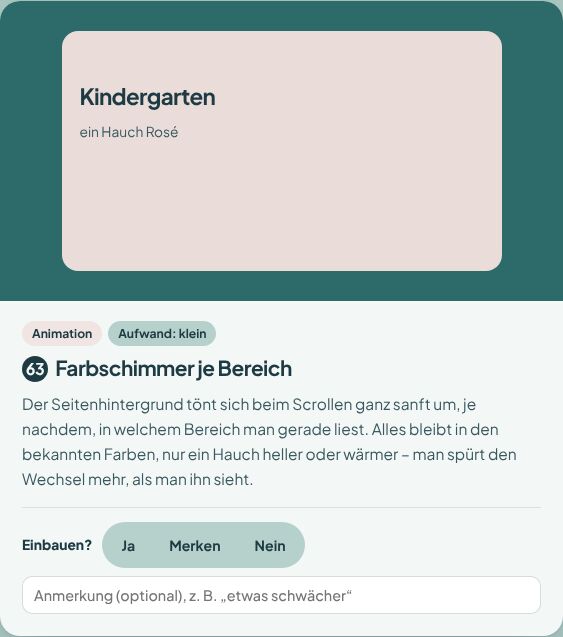 Kindergarten
ein Hauch Rosé
Animation
Aufwand: klein
63 Farbschimmer je Bereich
Der Seitenhintergrund tönt sich beim Scrollen ganz sanft um, je
nachdem, in welchem Bereich man gerade liest. Alles bleibt in den
bekannten Farben, nur ein Hauch heller oder wärmer – man spürt den
Wechsel mehr, als man ihn sieht.
Einbauen? Ja Merken Nein
Anmerkung (optional), z. B. „etwas schwächer“